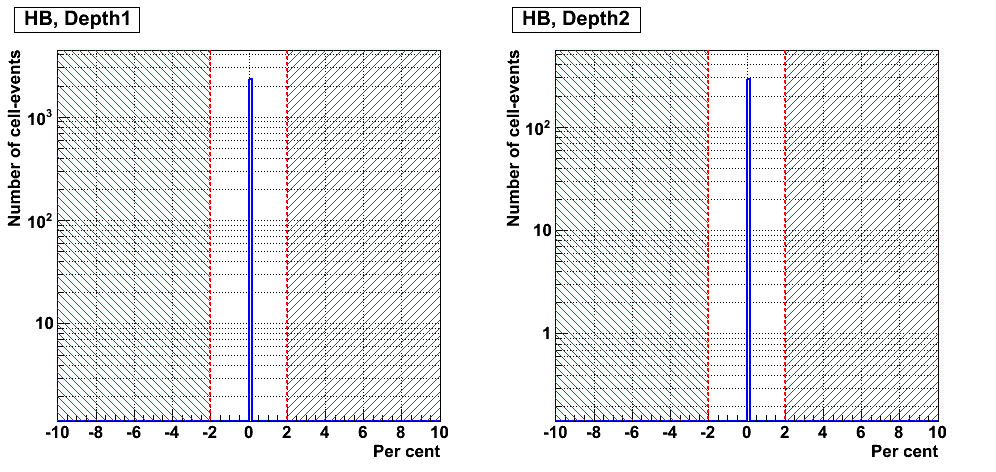 HB, Depth1
Number of cell-events
10³
10²
10
-10 -8 -6 -4 -2 0 2 4 6 8 10
Per cent
HB, Depth2
Number of cell-events
10²
10
1
-10 -8 -6 -4 -2 0 2 4 6 8 10
Per cent